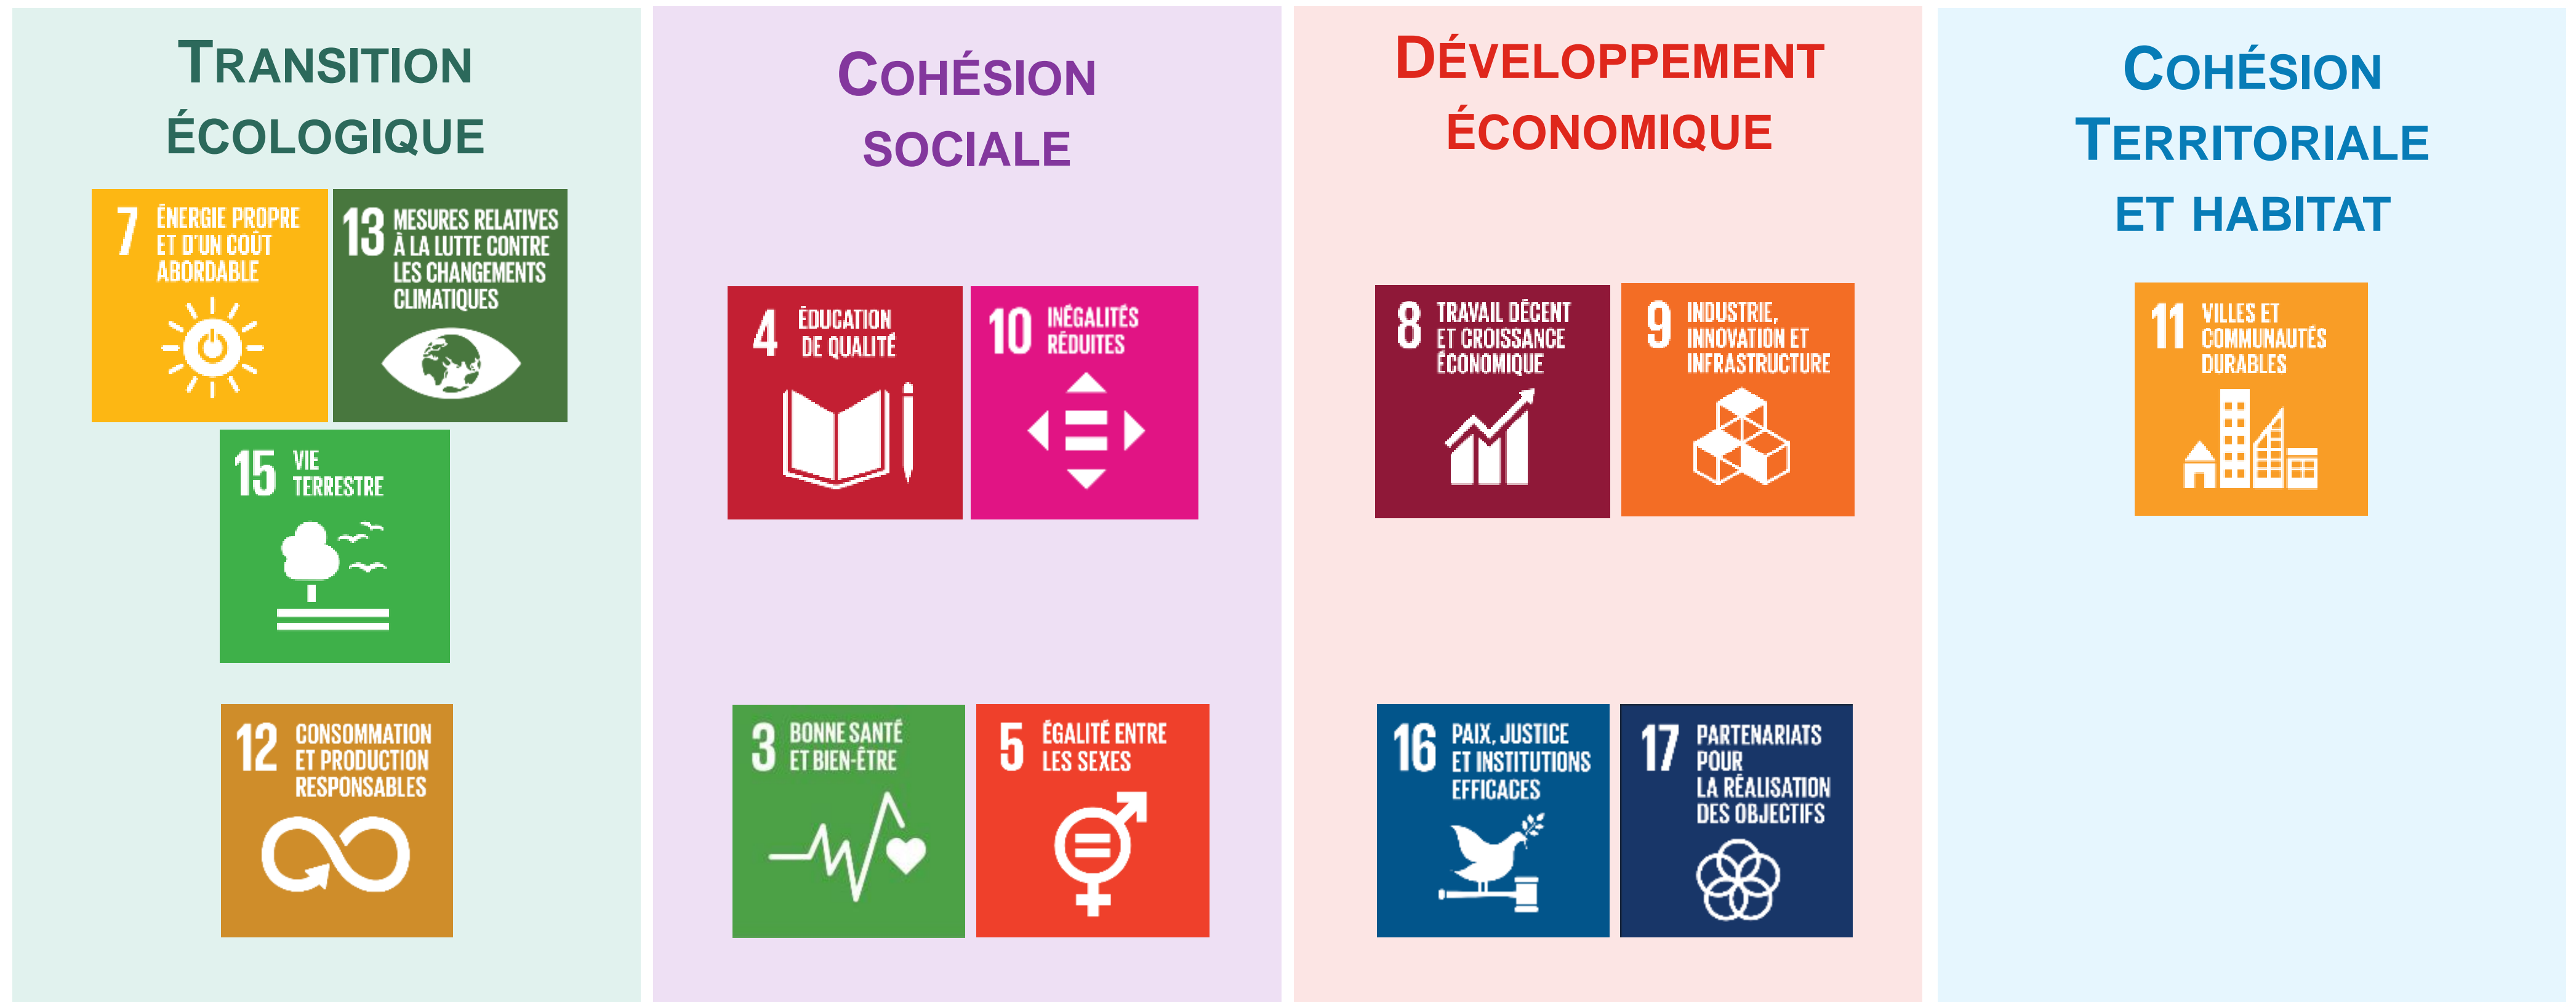 TRANSITION
ÉCOLOGIQUE
7 ÉNERGIE PROPRE
ET D'UN COÛT
ABORDABLE
13 MESURES RELATIVES
À LA LUTTE CONTRE
LES CHANGEMENTS
CLIMATIQUES
15 VIE
TERRESTRE
12 CONSOMMATION
ET PRODUCTION
RESPONSABLES
COHÉSION
SOCIALE
4 ÉDUCATION
DE QUALITÉ
10 INÉGALITÉS
RÉDUITES
3 BONNE SANTÉ
ET BIEN-ÊTRE
5 ÉGALITÉ ENTRE
LES SEXES
DÉVELOPPEMENT
ÉCONOMIQUE
8 TRAVAIL DÉCENT
ET CROISSANCE
ÉCONOMIQUE
9 INDUSTRIE,
INNOVATION ET
INFRASTRUCTURE
16 PAIX, JUSTICE
ET INSTITUTIONS
EFFICACES
17 PARTENARIATS
POUR
LA RÉALISATION
DES OBJECTIFS
COHÉSION
TERRITORIALE
ET HABITAT
11 VILLES ET
COMMUNAUTÉS
DURABLES